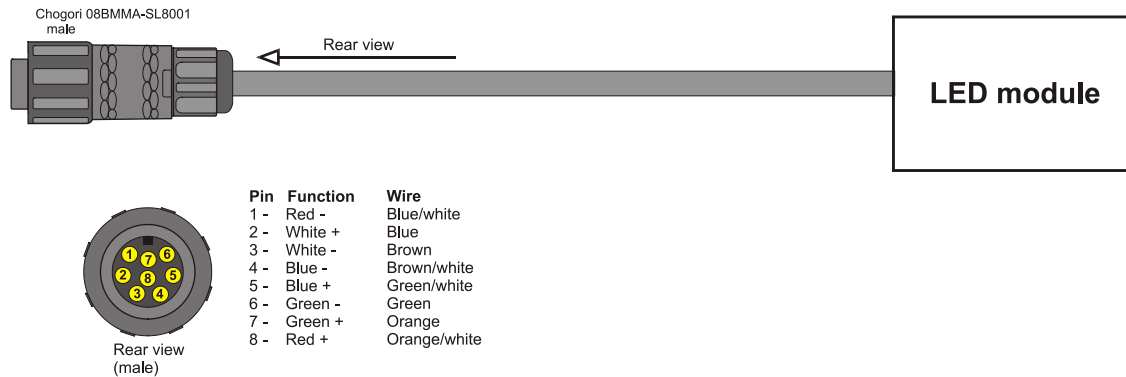 Chogori 08BMMA-SL8001
male
Rear view
LED module
Pin Function Wire
1 - Red - Blue/white
2 - White + Blue
3 - White - Brown
4 - Blue - Brown/white
5 - Blue + Green/white
6 - Green - Green
7 - Green + Orange
8 - Red + Orange/white
1 7 6
2 8 5
3 4
Rear view
(male)